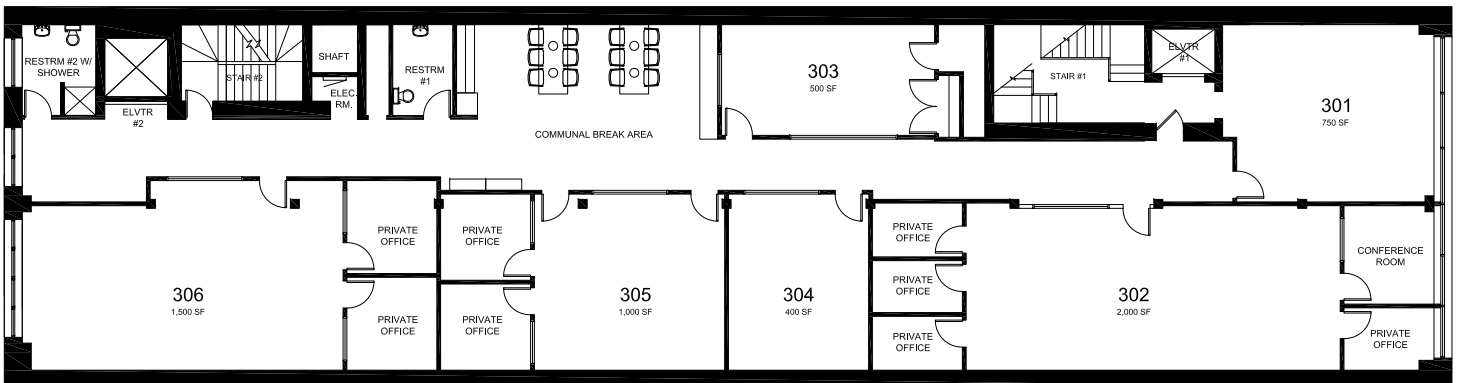 RESTRM #2 W/
SHOWER
ELVTR
#2
STAIR #2
SHAFT
ELEC.
RM.
RESTRM
#1
COMMUNAL BREAK AREA
303
500 SF
STAIR #1
ELVTR
#1
301
750 SF
306
1,500 SF
PRIVATE
OFFICE
PRIVATE
OFFICE
PRIVATE
OFFICE
PRIVATE
OFFICE
305
1,000 SF
304
400 SF
PRIVATE
OFFICE
PRIVATE
OFFICE
PRIVATE
OFFICE
302
2,000 SF
CONFERENCE
ROOM
PRIVATE
OFFICE